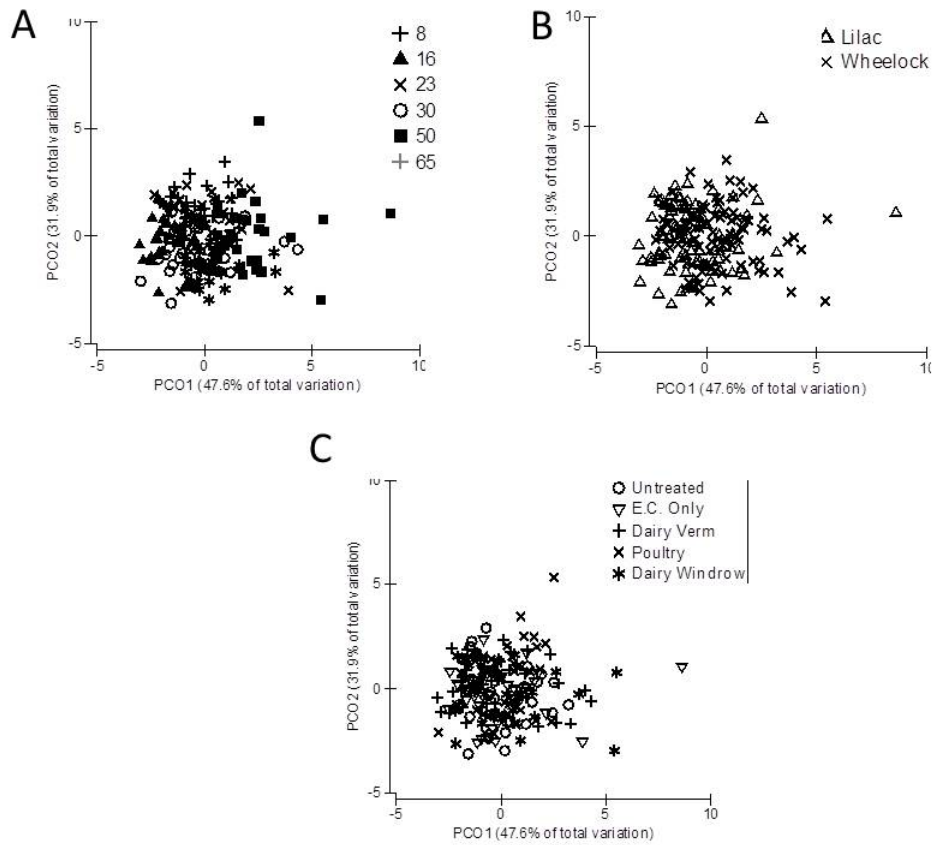 A
10
5
0
-5
-5
0
5
PCO2 (31.9% of total variation)
PCO1 (47.6% of total variation)
8
16
23
30
50
65
B
10
5
0
-5
-5
0
5
10
PCO2 (31.9% of total variation)
PCO1 (47.6% of total variation)
Lilac
Wheelock
C
5
0
-5
-5
0
5
10
PCO2 (31.9% of total variation)
PCO1 (47.6% of total variation)
Untreated
E.C. Only
Dairy Verm
Poultry
Dairy Windrow